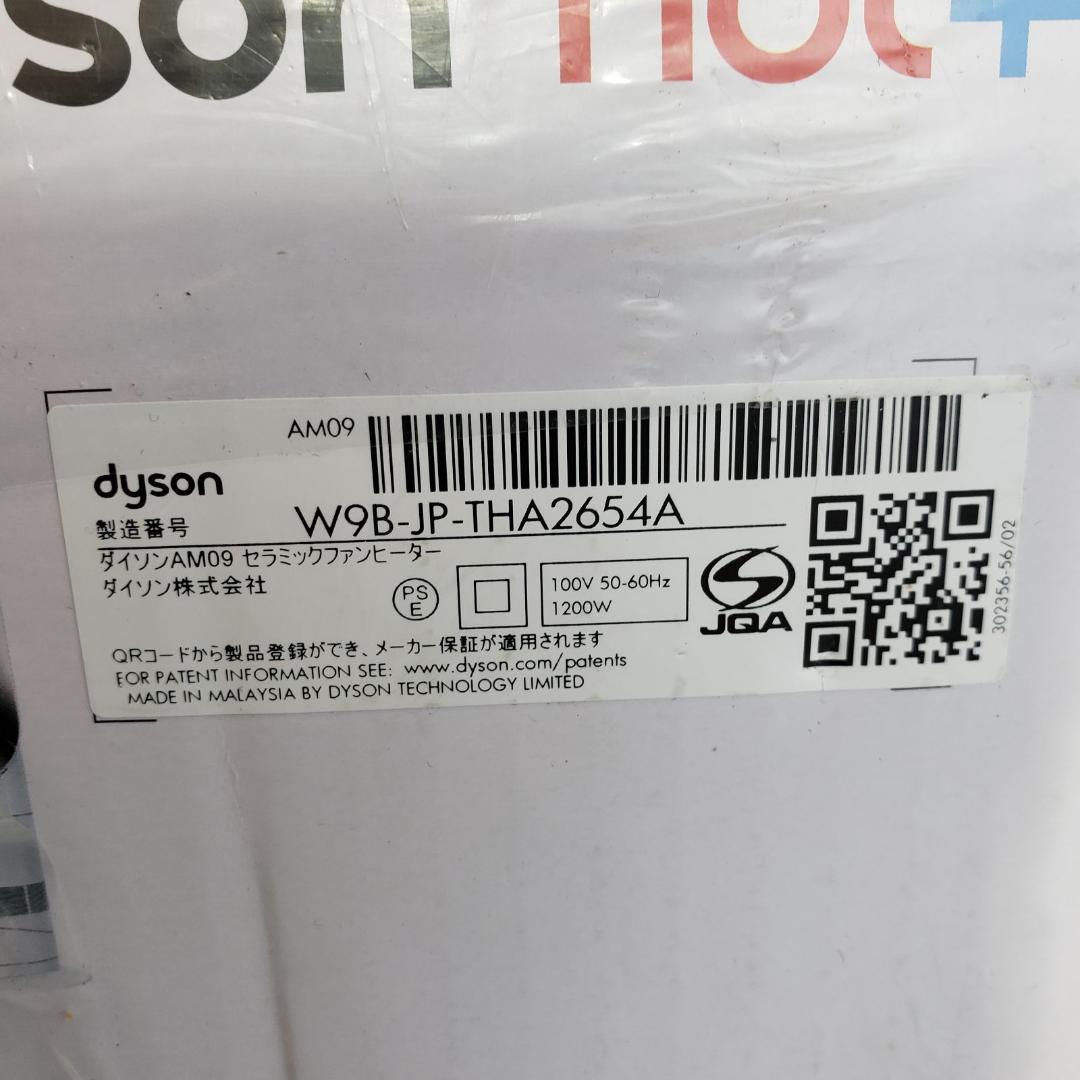 son hot+
AM09
dyson
製造番号 W9B-JP-THA2654A
ダイソンAM09 セラミックファンヒーター
ダイソン株式会社
PS
E
100V 50-60Hz
1200W
JQA
302356-56/02
QRコードから製品登録ができ、メーカー保証が適用されます
FOR PATENT INFORMATION SEE: www.dyson.com/patents
MADE IN MALAYSIA BY DYSON TECHNOLOGY LIMITED